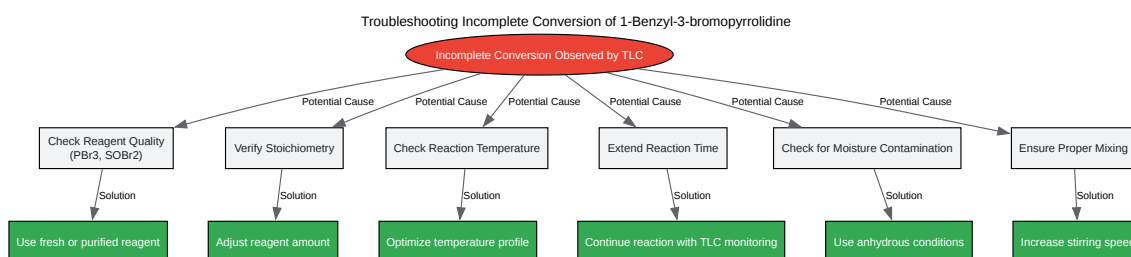 Troubleshooting Incomplete Conversion of 1-Benzyl-3-bromopyrrolidine
Incomplete Conversion Observed by TLC
Potential Cause
Potential Cause
Potential Cause
Potential Cause
Potential Cause
Potential Cause
Check Reagent Quality
(PBr3, SOBr2)
Verify Stoichiometry
Check Reaction Temperature
Extend Reaction Time
Check for Moisture Contamination
Ensure Proper Mixing
Solution
Solution
Solution
Solution
Solution
Solution
Use fresh or purified reagent
Adjust reagent amount
Optimize temperature profile
Continue reaction with TLC monitoring
Use anhydrous conditions
Increase stirring speed